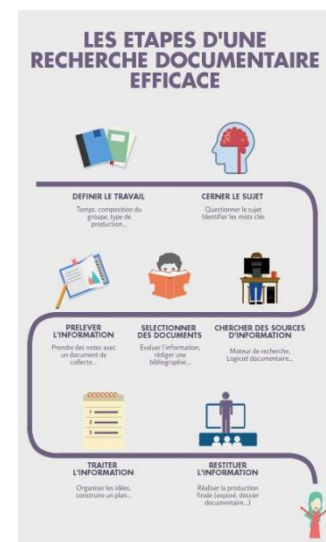 LES ETAPES D'UNE
RECHERCHE DOCUMENTAIRE
EFFICACE
DEFINIR LE TRAVAIL
Temps, composition du
groupe, type de
production...
CERNER LE SUJET
Questionner le sujet
Identifier les mots clés
PRELEVER
L'INFORMATION
Prendre des notes avec
un document de
collecte...
SELECTIONNER
DES DOCUMENTS
Evaluer l'information,
rédiger une
bibliographie...
CHERCHER DES SOURCES
D'INFORMATION
Moteur de recherche,
Logiciel documentaire...
1
2
3
TRAITER
L'INFORMATION
Organiser les idées,
construire un plan...
RESTITUER
L'INFORMATION
Réaliser la production
finale (exposé, dossier
documentaire...)